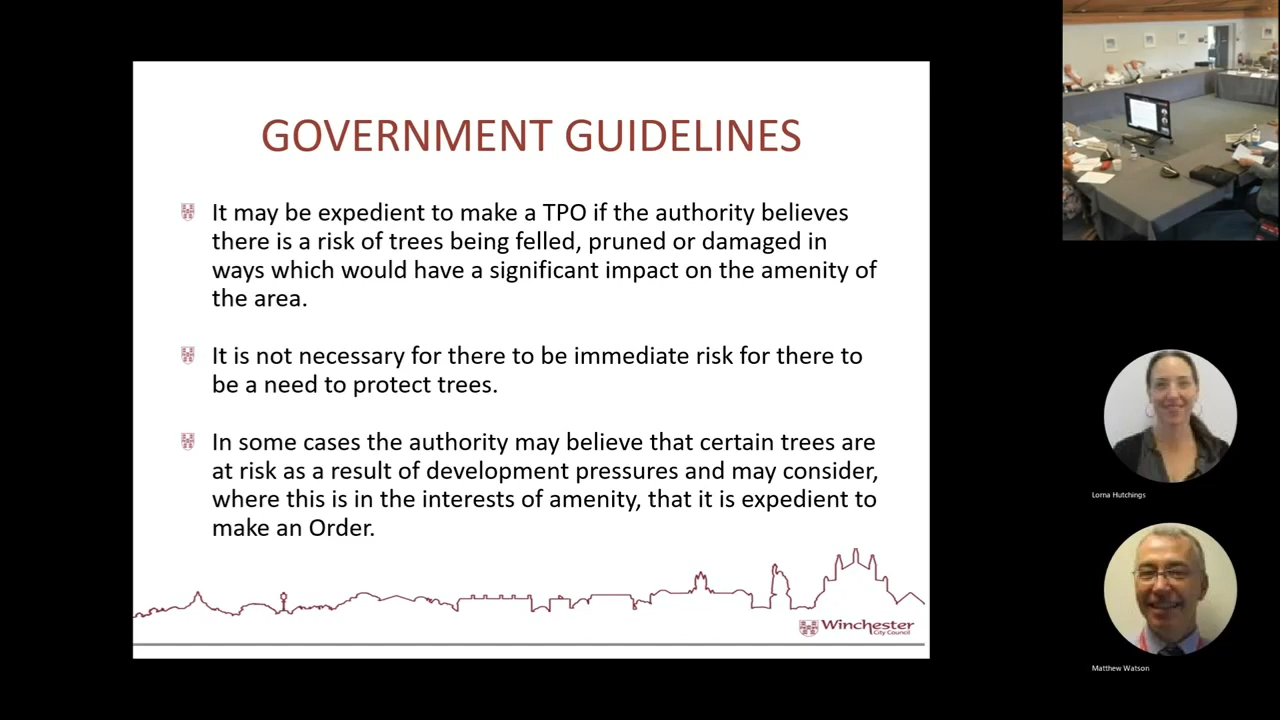 GOVERNMENT GUIDELINES
It may be expedient to make a TPO if the authority believes
there is a risk of trees being felled, pruned or damaged in
ways which would have a significant impact on the amenity of
the area.
It is not necessary for there to be immediate risk for there to
be a need to protect trees.
In some cases the authority may believe that certain trees are
at risk as a result of development pressures and may consider,
where this is in the interests of amenity, that it is expedient to
make an Order.
Winchester
City Council
Lorna Hutchings
Matthew Watson